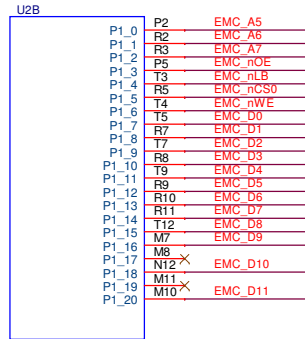 U2B
P1_0 P2 EMC_A5
P1_1 R2 EMC_A6
P1_2 R3 EMC_A7
P1_3 P5 EMC_nOE
P1_4 T3 EMC_nLB
P1_5 R5 EMC_nCS0
P1_6 T4 EMC_nWE
P1_7 T5 EMC_D0
P1_8 R7 EMC_D1
P1_9 T7 EMC_D2
P1_10 R8 EMC_D3
P1_11 T9 EMC_D4
P1_12 R9 EMC_D5
P1_13 R10 EMC_D6
P1_14 R11 EMC_D7
P1_15 T12 EMC_D8
P1_16 M7 EMC_D9
P1_17 M8
P1_18 N12 EMC_D10
P1_19 M11
P1_20 M10 EMC_D11